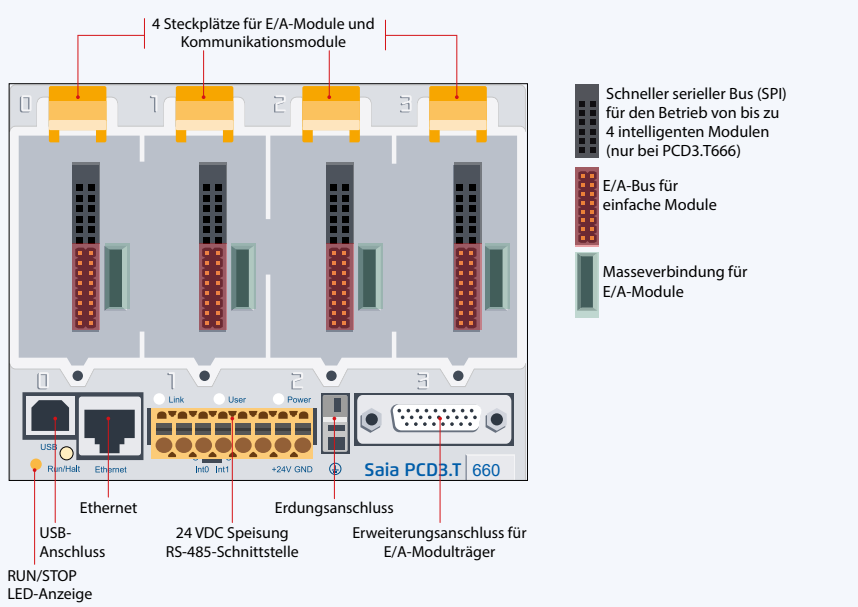 4 Steckplätze für E/A-Module und
Kommunikationsmodule
0 1 2 3
Schneller serieller Bus (SPI)
für den Betrieb von bis zu
4 intelligenten Modulen
(nur bei PCD3.T666)
E/A-Bus für
einfache Module
Masseverbindung für
E/A-Module
0 1 2 3
Link User Power
USB
Run/Halt Ethernet Int0 Int1 +24V GND
Saia PCD3.T 660
Ethernet
Erdungsanschluss
USB-
Anschluss
24 VDC Speisung
RS-485-Schnittstelle
Erweiterungsanschluss für
E/A-Modulträger
RUN/STOP
LED-Anzeige